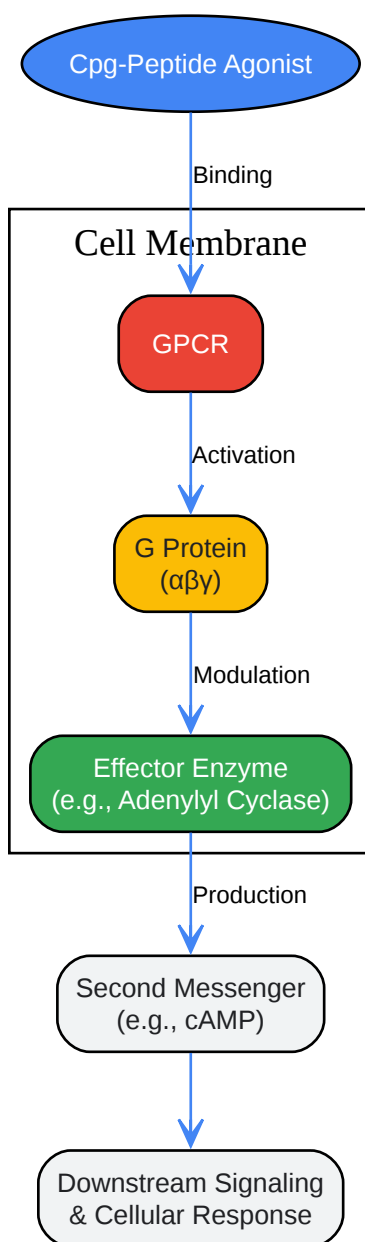 Cpg-Peptide Agonist
Binding
Cell Membrane
GPCR
Activation
G Protein
(αβγ)
Modulation
Effector Enzyme
(e.g., Adenylyl Cyclase)
Production
Second Messenger
(e.g., cAMP)
Downstream Signaling
& Cellular Response